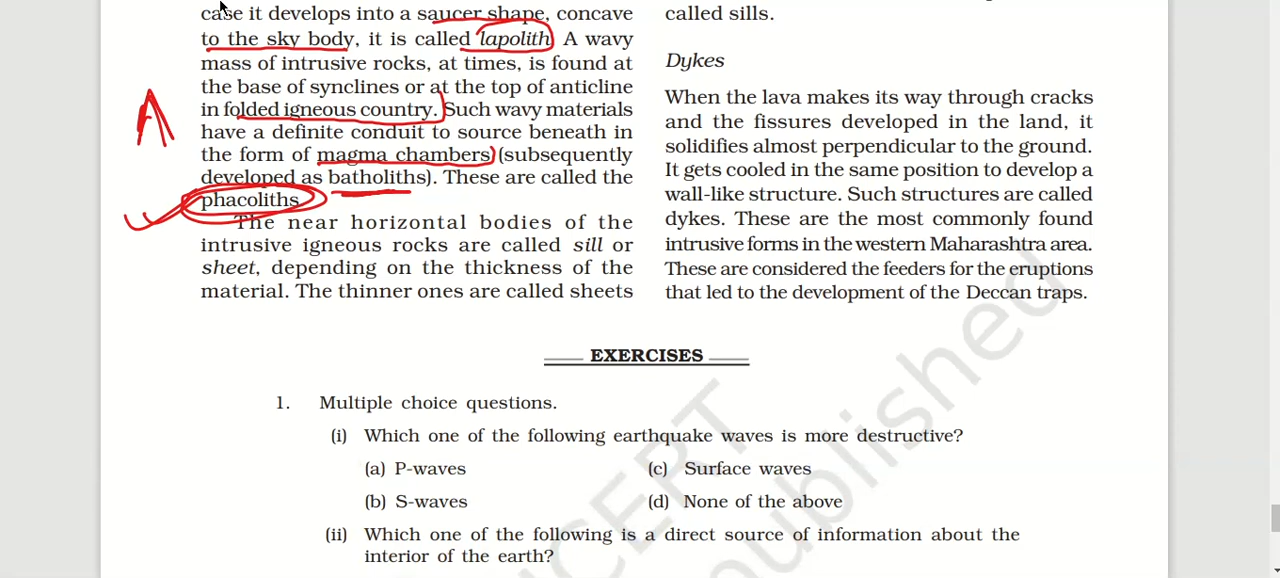 case it develops into a saucer shape, concave
to the sky body, it is called lapolith. A wavy
mass of intrusive rocks, at times, is found at
the base of synclines or at the top of anticline
in folded igneous country. Such wavy materials
have a definite conduit to source beneath in
the form of magma chambers (subsequently
developed as batholiths). These are called the
phacoliths.
The near horizontal bodies of the
intrusive igneous rocks are called sill or
sheet, depending on the thickness of the
material. The thinner ones are called sheets
called sills.
Dykes
When the lava makes its way through cracks
and the fissures developed in the land, it
solidifies almost perpendicular to the ground.
It gets cooled in the same position to develop a
wall-like structure. Such structures are called
dykes. These are the most commonly found
intrusive forms in the western Maharashtra area.
These are considered the feeders for the eruptions
that led to the development of the Deccan traps.
EXERCISES
1. Multiple choice questions.
(i) Which one of the following earthquake waves is more destructive?
(a) P-waves
(c) Surface waves
(b) S-waves
(d) None of the above
(ii) Which one of the following is a direct source of information about the
interior of the earth?
NCERT
published